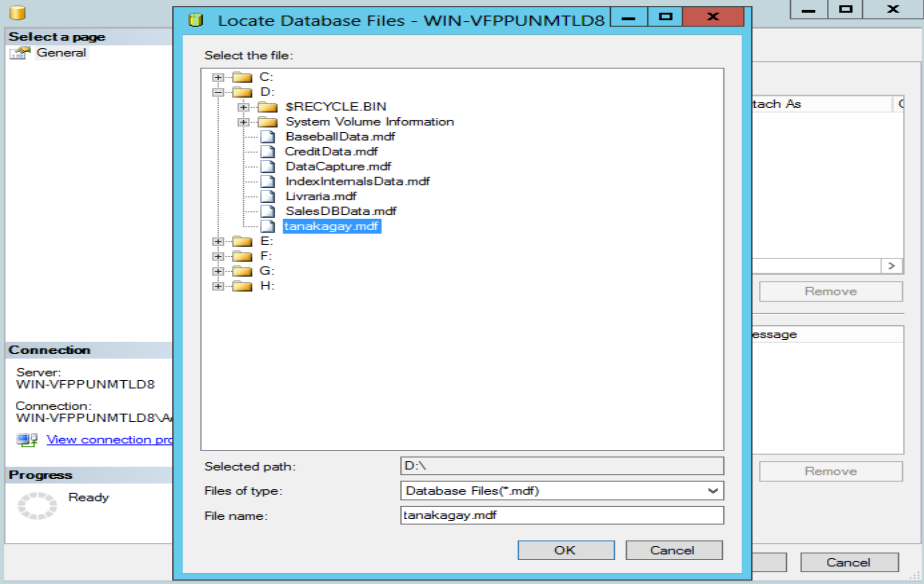 Locate Database Files - WIN-VFPPUNMTLD8
Select a page
General
Select the file:
C:
D:
$RECYCLE.BIN
System Volume Information
BaseballData.mdf
CreditData.mdf
DataCapture.mdf
IndexInternalsData.mdf
Livraria.mdf
SalesDBData.mdf
tanakagay.mdf
E:
F:
G:
H:
tach As
Remove
essage
Connection
Server:
WIN-VFPPUNMTLD8
Connection:
WIN-VFPPUNMTLD8\A
View connection pro
Selected path: D:\
Progress
Remove
Files of type: Database Files(*.mdf)
Ready
File name: tanakagay.mdf
OK Cancel
Cancel